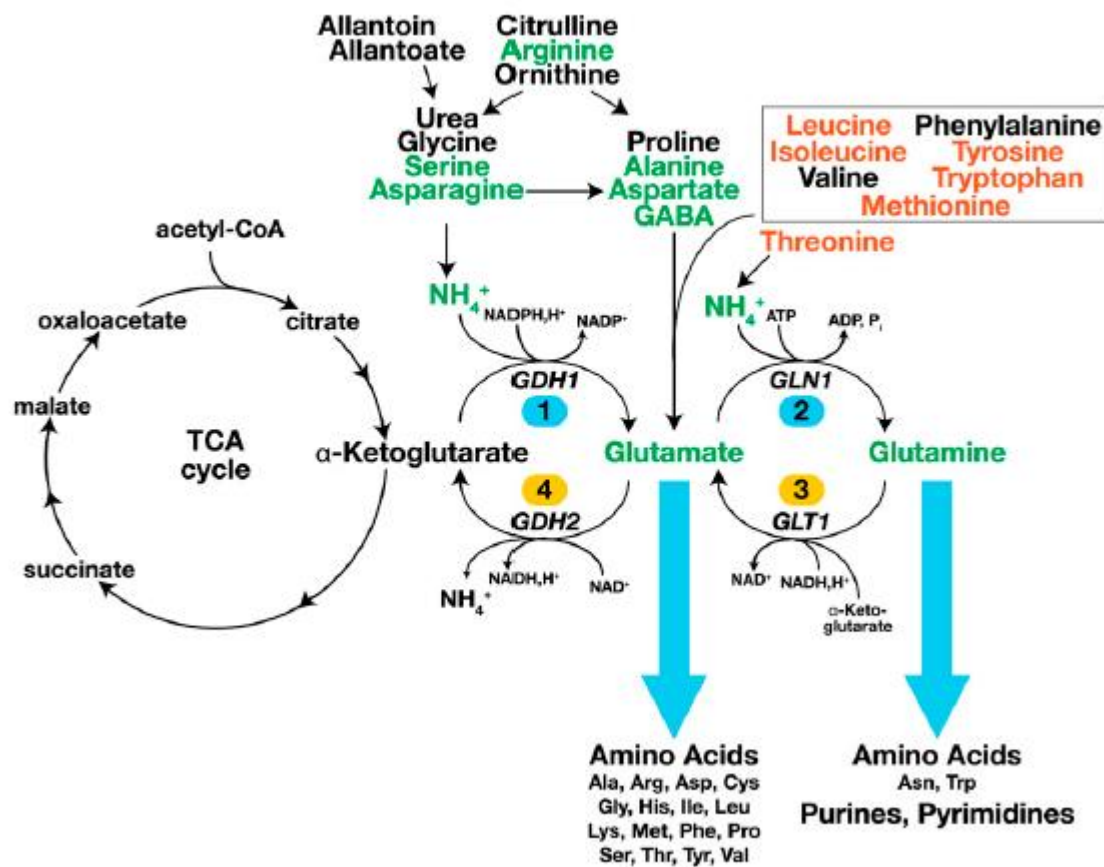 Allantoin
Allantoate
Citrulline
Arginine
Ornithine
Urea
Glycine
Serine
Asparagine
Proline
Alanine
Aspartate
GABA
Leucine Phenylalanine
Isoleucine Tyrosine
Valine Tryptophan
Methionine
Threonine
acetyl-CoA
oxaloacetate
citrate
malate
succinate
TCA
cycle
α-Ketoglutarate
NH₄⁺
NADPH,H⁺
NADP⁺
GDH1
1
4
GDH2
NH₄⁺
NADH,H⁺
NAD⁺
Glutamate
NH₄⁺
ATP
ADP, Pᵢ
GLN1
2
3
GLT1
NAD⁺
NADH,H⁺
α-Keto-
glutarate
Glutamine
Amino Acids
Ala, Arg, Asp, Cys
Gly, His, Ile, Leu
Lys, Met, Phe, Pro
Ser, Thr, Tyr, Val
Amino Acids
Asn, Trp
Purines, Pyrimidines